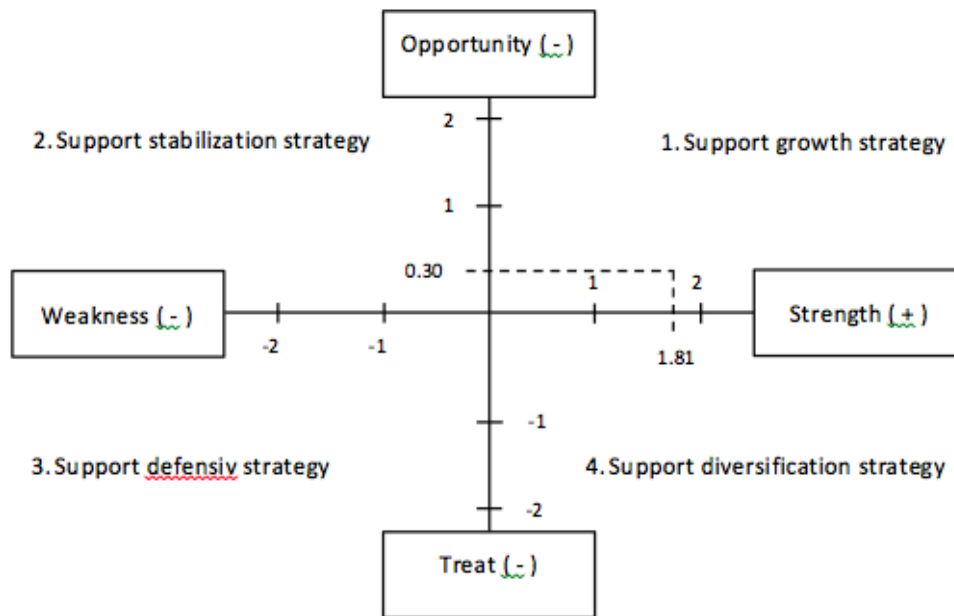 Opportunity ( - )
2
2. Support stabilization strategy
1. Support growth strategy
1
0.30
1
2
Weakness ( - )
Strength ( + )
-2
-1
1.81
-1
3. Support defensiv strategy
4. Support diversification strategy
-2
Treat ( - )